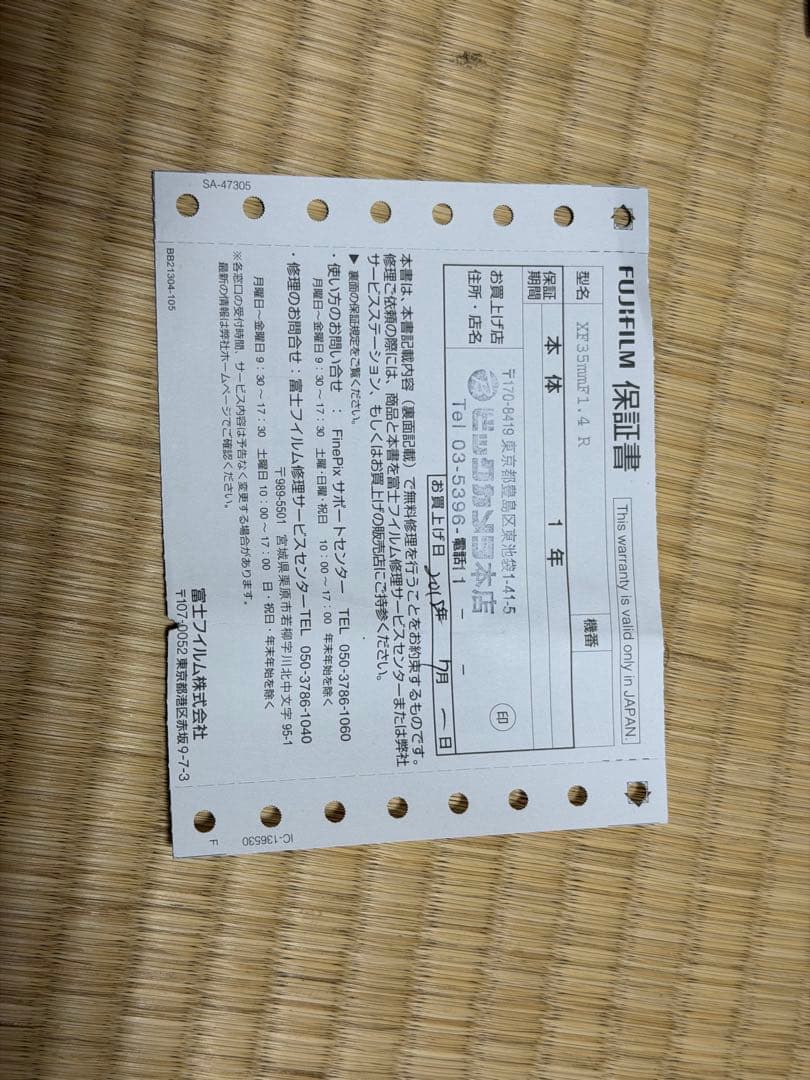 SA-47305
FUJIFILM 保証書
This warranty is valid only in JAPAN.
型名 XF35mmF1.4 R
機番
保証期間 本体 1年
お買上げ店
住所・店名
〒170-8419 東京都豊島区東池袋1-41-5
ビックカメラ 本店
Tel 03-5396-
電話 1 - -
印
お買上げ日 年 7月 1日
本書は、本書記載内容（裏面記載）で無料修理を行うことをお約束するものです。
修理ご依頼の際には、商品と本書を富士フイルム修理サービスセンターまたは弊社
サービスステーション、もしくはお買上げの販売店にご持参ください。
▶ 裏面の保証規定をご覧ください。
・使い方のお問い合せ ： FinePix サポートセンター TEL 050-3786-1060
月曜日～金曜日 9：30～17：30 土曜・日曜・祝日 10：00～17：00 年末年始を除く
・修理のお問合せ：富士フイルム修理サービスセンターTEL 050-3786-1040
〒989-5501 宮城県栗原市若柳字川北中文字 95-1
月曜日～金曜日 9：30～17：30 土曜日 10：00～17：00 日・祝日・年末年始を除く
※各窓口の受付時間、サービス内容は予告なく変更する場合があります。
最新の情報は弊社ホームページでご確認ください。
富士フイルム株式会社
〒107-0052 東京都港区赤坂 9-7-3
BB21304-105
IC-136530
F